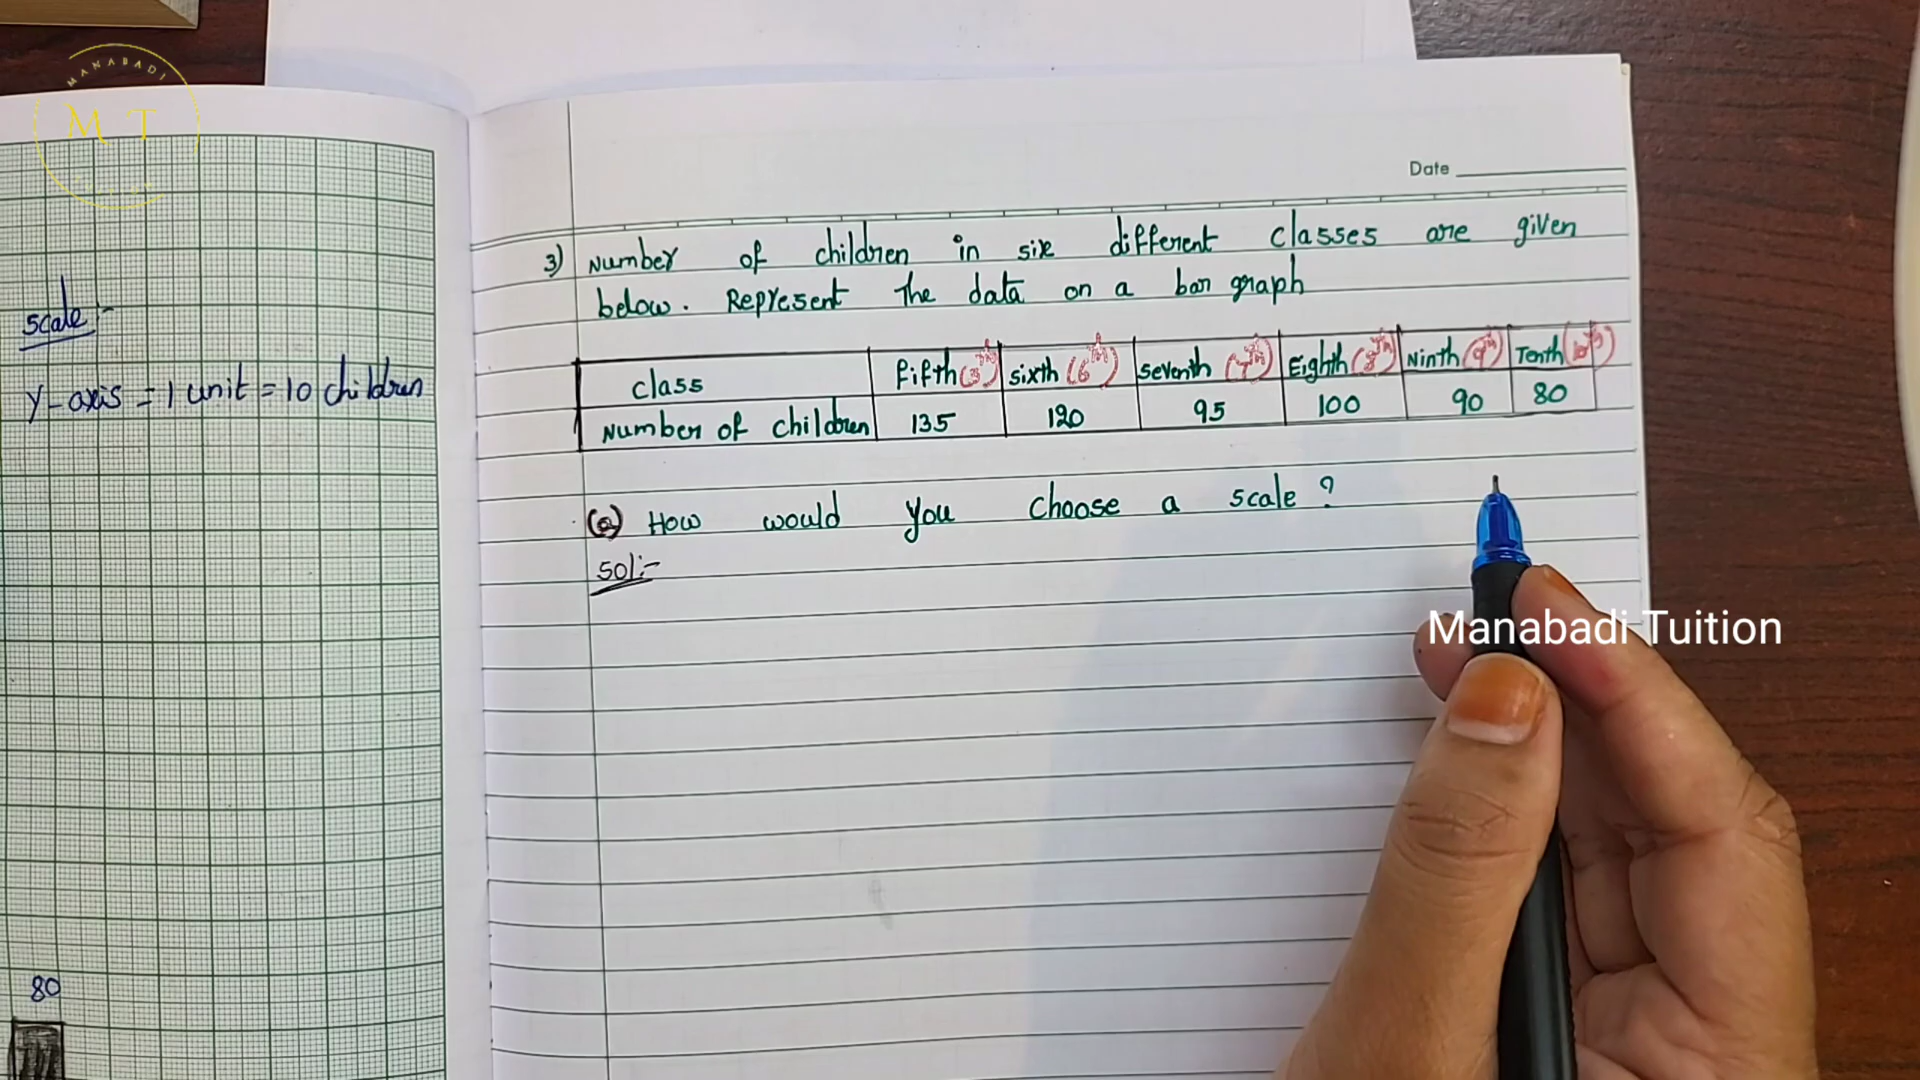 MANABADI
M T
Scale :-
Y-axis = 1 unit = 10 children
80
Date
3) Number of children in six different classes are given
below. Represent the data on a bar graph
class fifth (5th) sixth (6th) seventh (7th) Eighth (8th) Ninth (9th) Tenth (10th)
Number of children 135 120 95 100 90 80
(a) How would you choose a scale ?
Sol:-
Manabadi Tuition